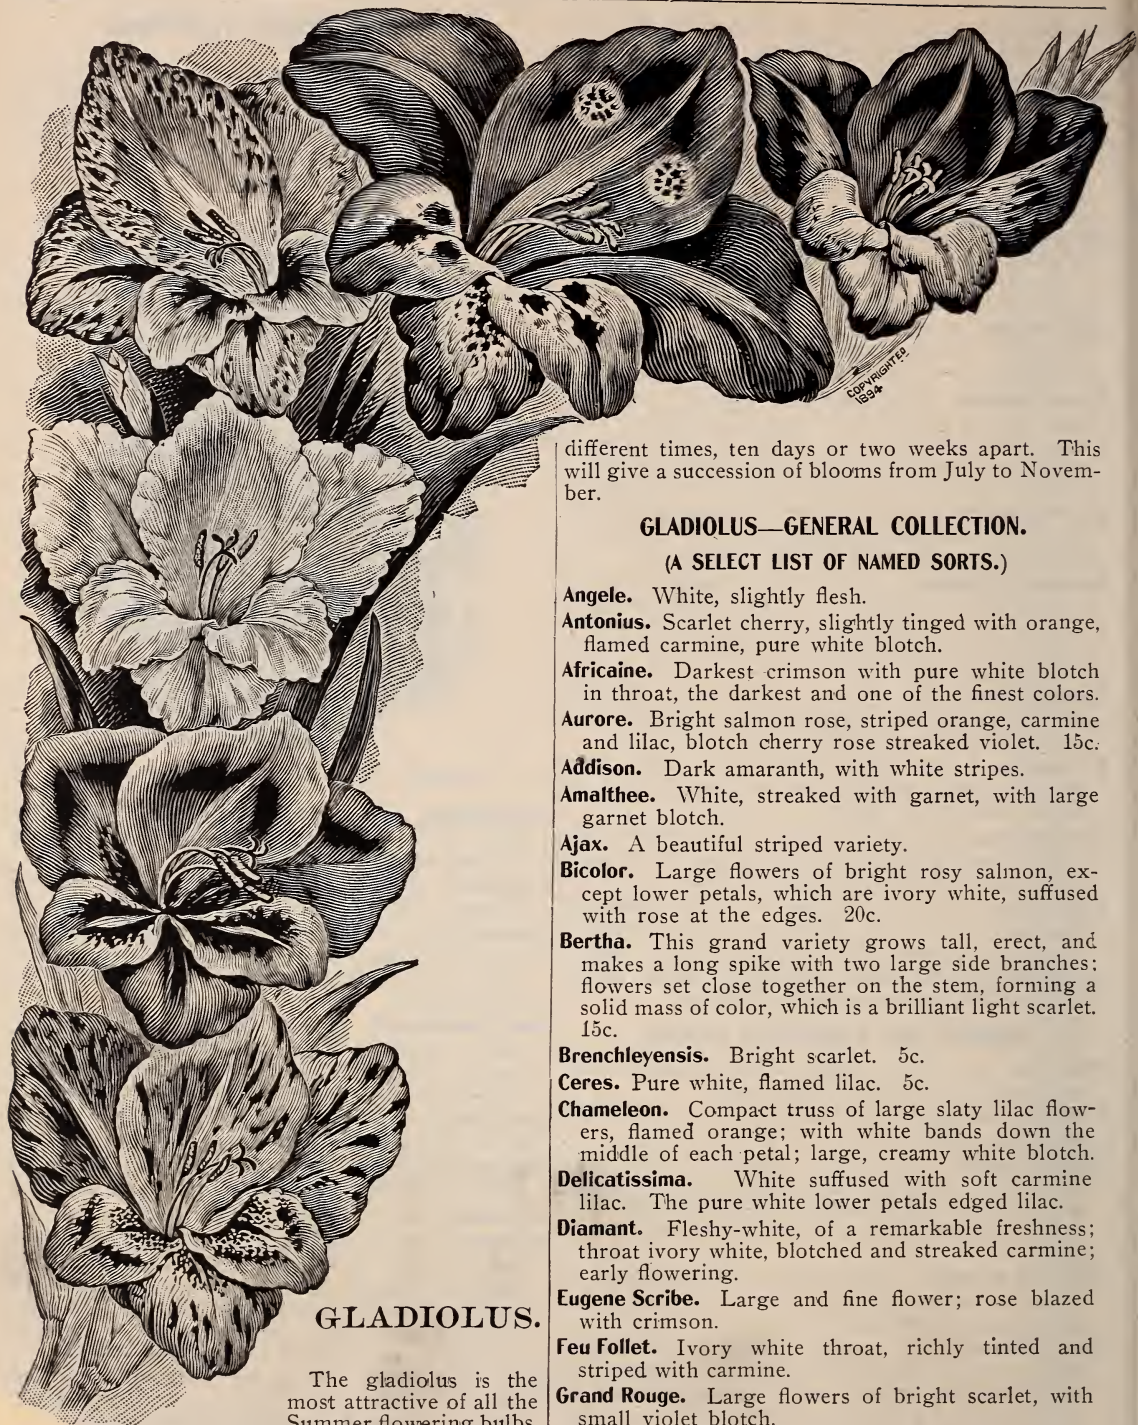 COPYRIGHTED
1894
GLADIOLUS.
The gladiolus is the
most attractive of all the
Summer flowering bulbs,
different times, ten days or two weeks apart. This
will give a succession of blooms from July to Novem-
ber.
GLADIOLUS—GENERAL COLLECTION.
(A SELECT LIST OF NAMED SORTS.)
Angele. White, slightly flesh.
Antonius. Scarlet cherry, slightly tinged with orange,
flamed carmine, pure white blotch.
Africaine. Darkest crimson with pure white blotch
in throat, the darkest and one of the finest colors.
Aurore. Bright salmon rose, striped orange, carmine
and lilac, blotch cherry rose streaked violet. 15c.
Addison. Dark amaranth, with white stripes.
Amalthee. White, streaked with garnet, with large
garnet blotch.
Ajax. A beautiful striped variety.
Bicolor. Large flowers of bright rosy salmon, ex-
cept lower petals, which are ivory white, suffused
with rose at the edges. 20c.
Bertha. This grand variety grows tall, erect, and
makes a long spike with two large side branches;
flowers set close together on the stem, forming a
solid mass of color, which is a brilliant light scarlet.
15c.
Brenchleyensis. Bright scarlet. 5c.
Ceres. Pure white, flamed lilac. 5c.
Chameleon. Compact truss of large slaty lilac flow-
ers, flamed orange; with white bands down the
middle of each petal; large, creamy white blotch.
Delicatissima. White suffused with soft carmine
lilac. The pure white lower petals edged lilac.
Diamant. Fleshy-white, of a remarkable freshness;
throat ivory white, blotched and streaked carmine;
early flowering.
Eugene Scribe. Large and fine flower; rose blazed
with crimson.
Feu Follet. Ivory white throat, richly tinted and
striped with carmine.
Grand Rouge. Large flowers of bright scarlet, with
small violet blotch.